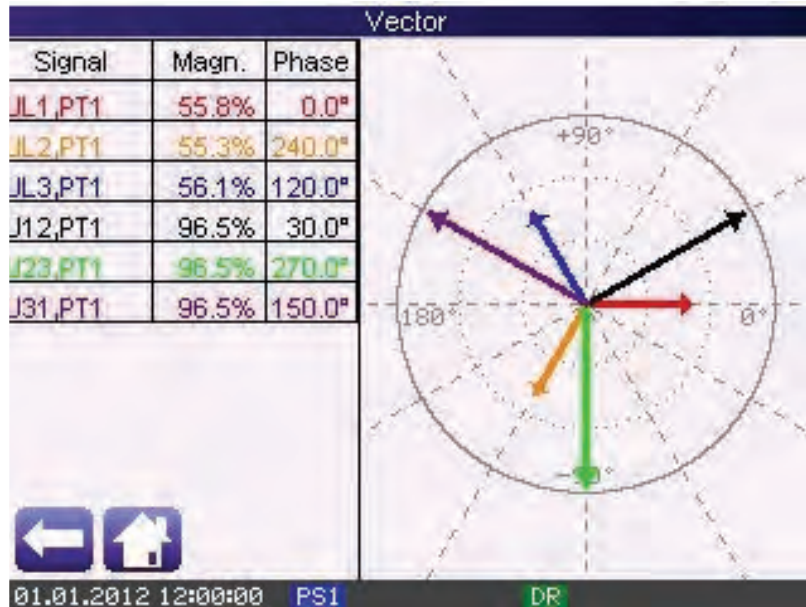 Vector
Signal Magn. Phase
JL1,PT1 55.8% 0.0°
JL2,PT1 55.3% 240.0°
JL3,PT1 56.1% 120.0°
J12,PT1 96.5% 30.0°
J23,PT1 96.5% 270.0°
J31,PT1 96.5% 150.0°
+90°
180° 0°
-90°
01.01.2012 12:00:00 PS1 DR